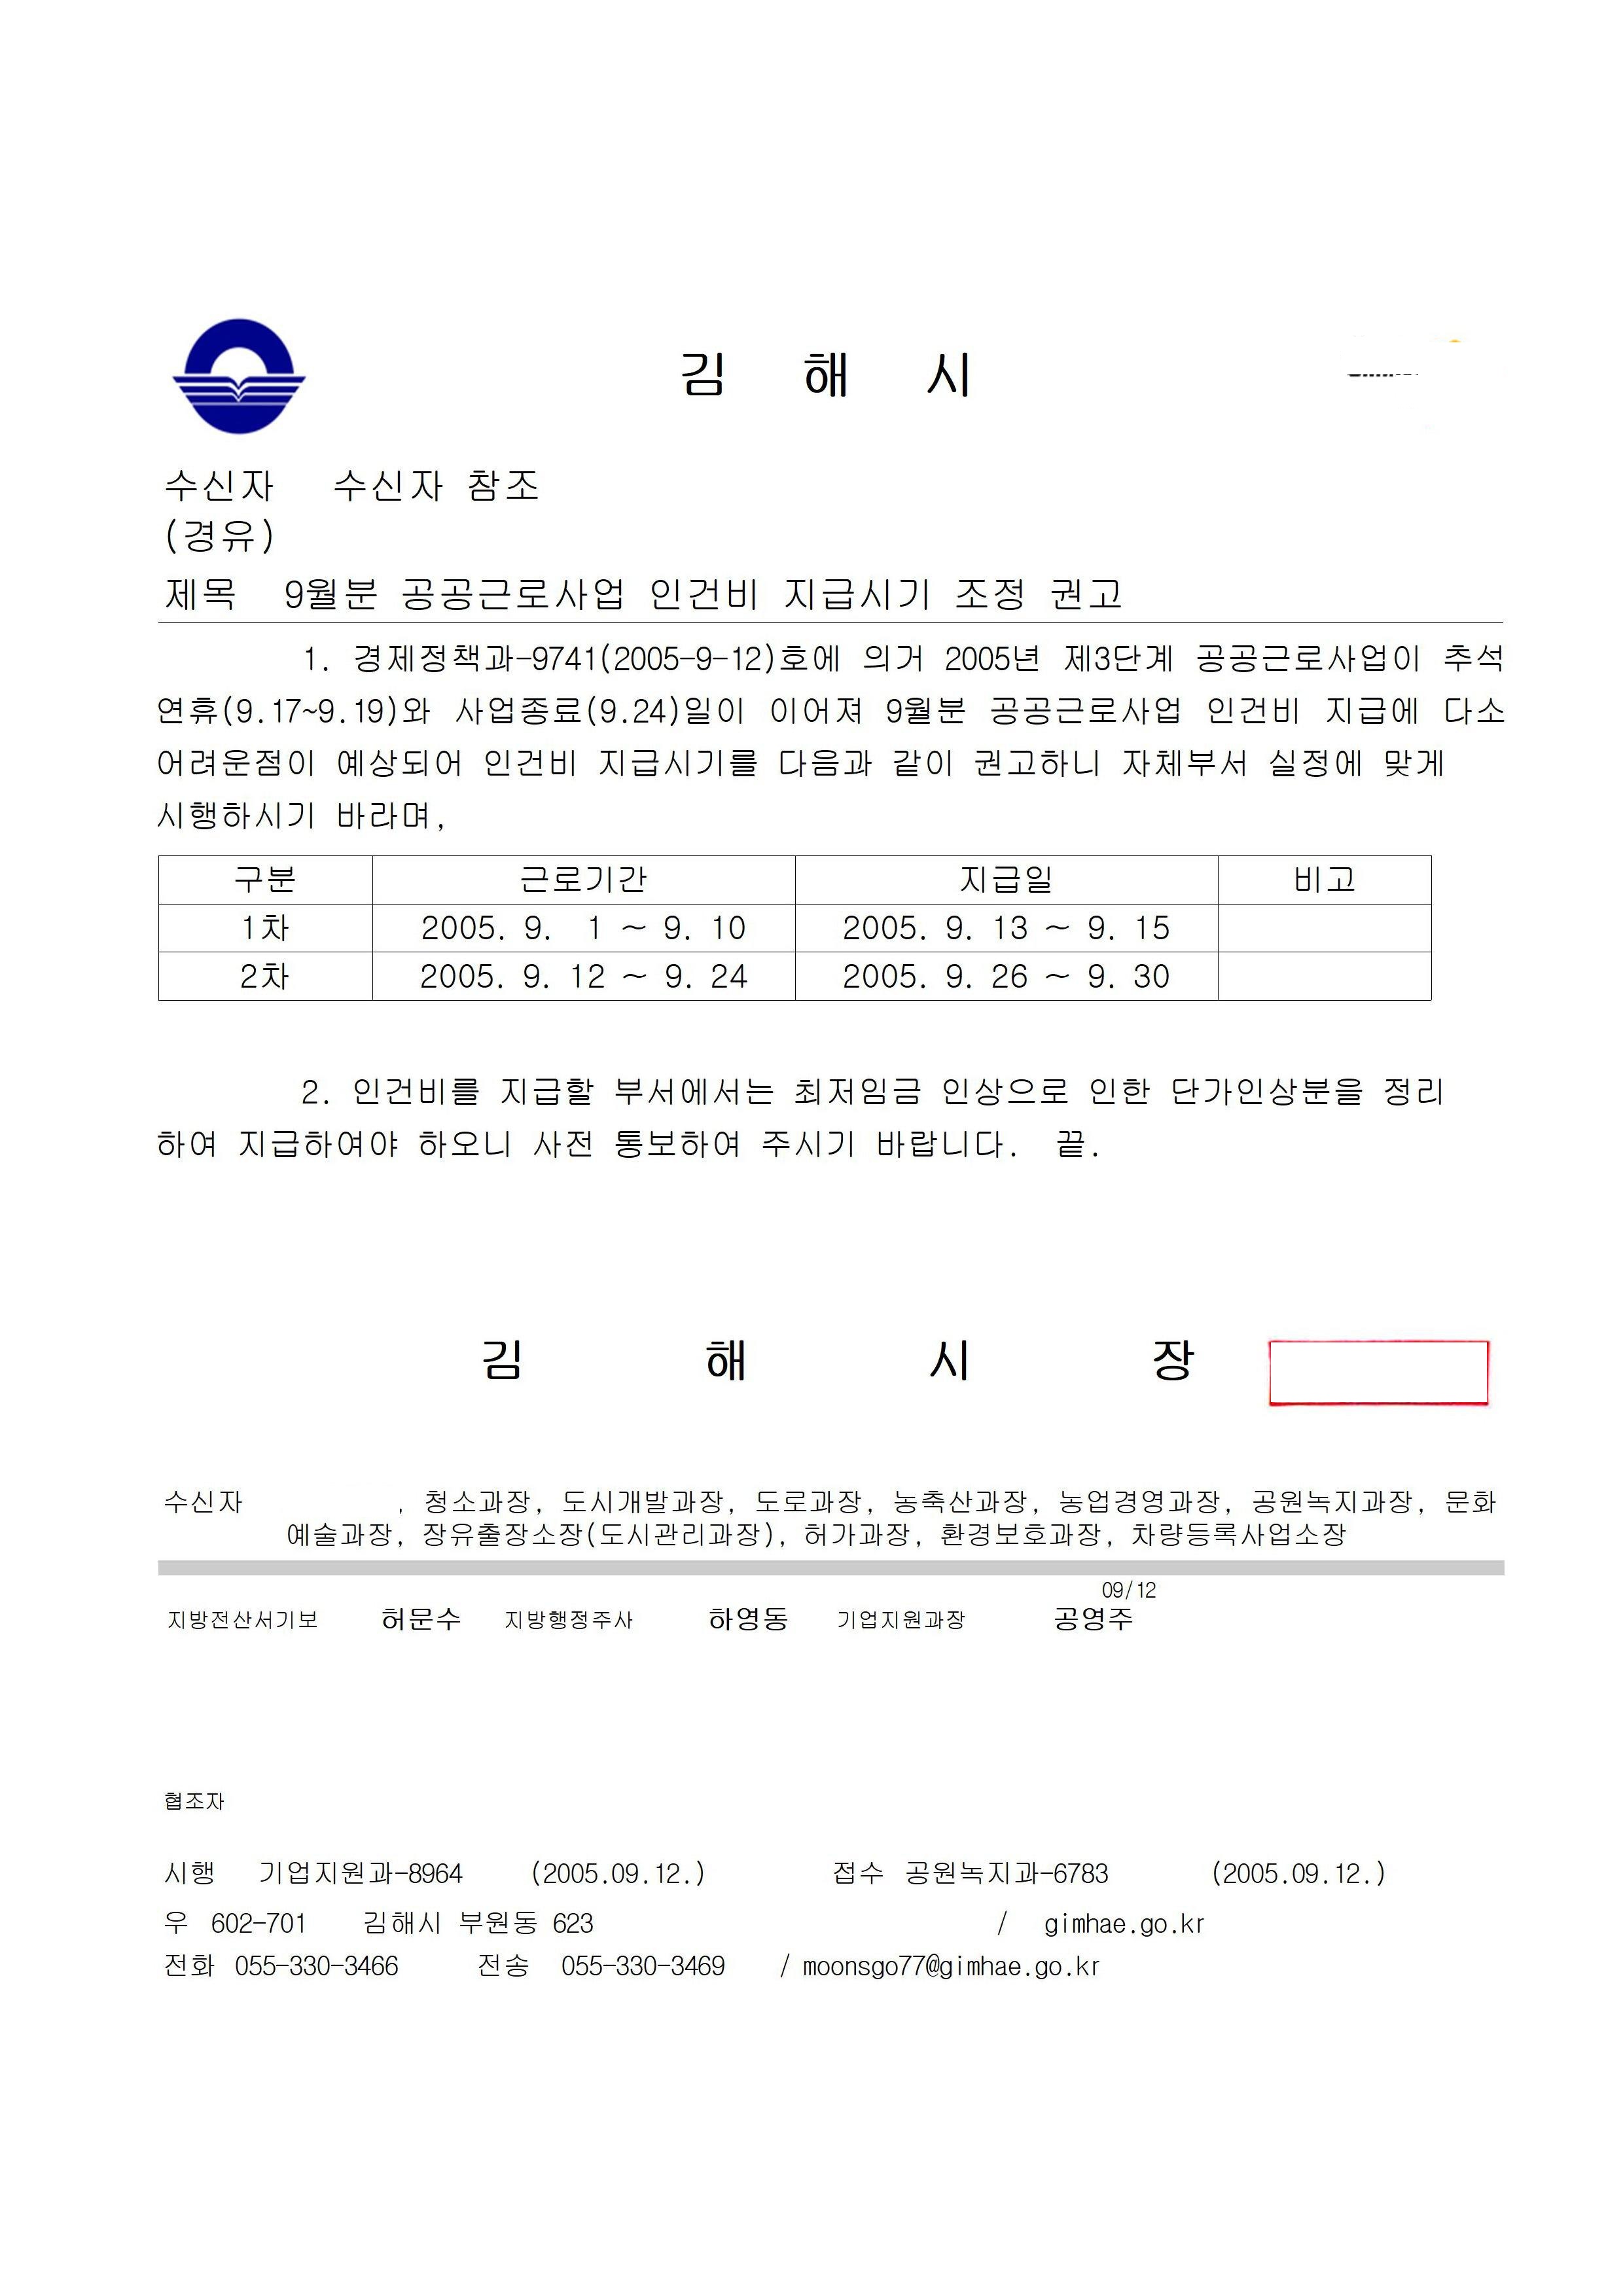 김 해 시
수신자 수신자 참조
(경유)
제목 9월분 공공근로사업 인건비 지급시기 조정 권고
1. 경제정책과-9741(2005-9-12)호에 의거 2005년 제3단계 공공근로사업이 추석
연휴(9.17~9.19)와 사업종료(9.24)일이 이어져 9월분 공공근로사업 인건비 지급에 다소
어려운점이 예상되어 인건비 지급시기를 다음과 같이 권고하니 자체부서 실정에 맞게
시행하시기 바라며,
구분 근로기간 지급일 비고
1차 2005. 9. 1 ~ 9. 10 2005. 9. 13 ~ 9. 15
2차 2005. 9. 12 ~ 9. 24 2005. 9. 26 ~ 9. 30
2. 인건비를 지급할 부서에서는 최저임금 인상으로 인한 단가인상분을 정리
하여 지급하여야 하오니 사전 통보하여 주시기 바랍니다. 끝.
김 해 시 장
수신자 , 청소과장, 도시개발과장, 도로과장, 농축산과장, 농업경영과장, 공원녹지과장, 문화
예술과장, 장유출장소장(도시관리과장), 허가과장, 환경보호과장, 차량등록사업소장
09/12
지방전산서기보 허문수 지방행정주사 하영동 기업지원과장 공영주
협조자
시행 기업지원과-8964 (2005.09.12.) 접수 공원녹지과-6783 (2005.09.12.)
우 602-701 김해시 부원동 623 / gimhae.go.kr
전화 055-330-3466 전송 055-330-3469 / moonsgo77@gimhae.go.kr